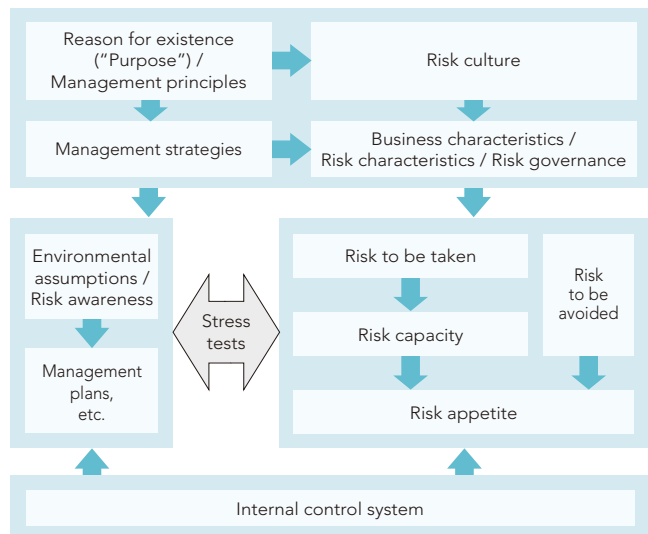 Reason for existence
(“Purpose”) /
Management principles
Risk culture
Management strategies
Business characteristics /
Risk characteristics / Risk governance
Environmental
assumptions /
Risk awareness
Management
plans,
etc.
Stress
tests
Risk to be taken
Risk capacity
Risk
to be
avoided
Risk appetite
Internal control system